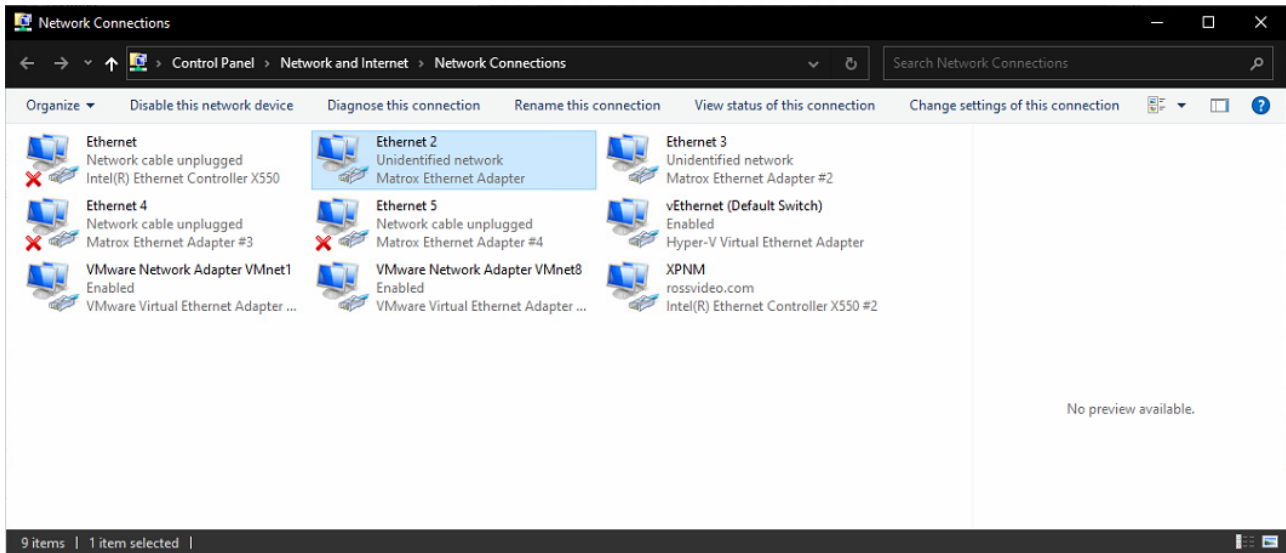 Network Connections
Control Panel > Network and Internet > Network Connections
Search Network Connections
Organize Disable this network device Diagnose this connection Rename this connection View status of this connection Change settings of this connection
Ethernet
Network cable unplugged
Intel(R) Ethernet Controller X550
Ethernet 2
Unidentified network
Matrox Ethernet Adapter
Ethernet 3
Unidentified network
Matrox Ethernet Adapter #2
Ethernet 4
Network cable unplugged
Matrox Ethernet Adapter #3
Ethernet 5
Network cable unplugged
Matrox Ethernet Adapter #4
vEthernet (Default Switch)
Enabled
Hyper-V Virtual Ethernet Adapter
VMware Network Adapter VMnet1
Enabled
VMware Virtual Ethernet Adapter ...
VMware Network Adapter VMnet8
Enabled
VMware Virtual Ethernet Adapter ...
XPNM
rossvideo.com
Intel(R) Ethernet Controller X550 #2
No preview available.
9 items | 1 item selected |